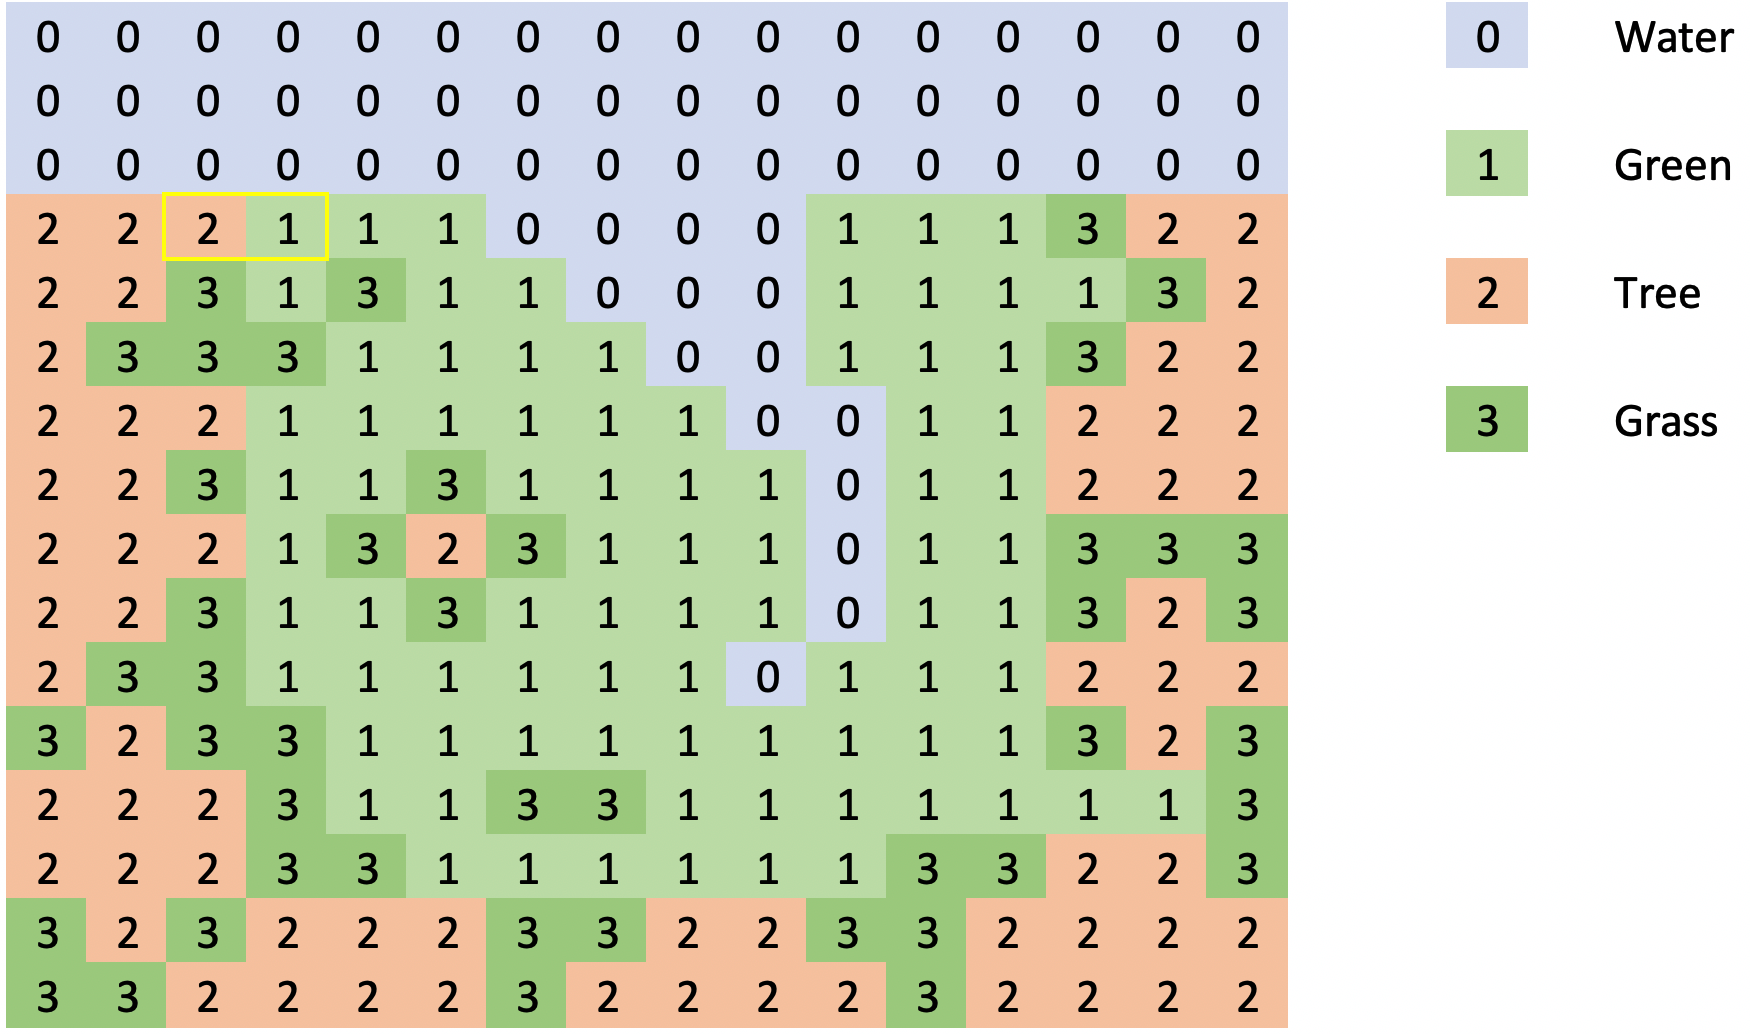 0 0 0 0 0 0 0 0 0 0 0 0 0 0 0 0
0 0 0 0 0 0 0 0 0 0 0 0 0 0 0 0
0 0 0 0 0 0 0 0 0 0 0 0 0 0 0 0
2 2 2 1 1 1 0 0 0 0 1 1 1 3 2 2
2 2 3 1 3 1 1 0 0 0 1 1 1 1 3 2
2 3 3 3 1 1 1 1 0 0 1 1 1 3 2 2
2 2 2 1 1 1 1 1 1 0 0 1 1 2 2 2
2 2 3 1 1 3 1 1 1 1 0 1 1 2 2 2
2 2 2 1 3 2 3 1 1 1 0 1 1 3 3 3
2 2 3 1 1 3 1 1 1 1 0 1 1 3 2 3
2 3 3 1 1 1 1 1 1 0 1 1 1 2 2 2
3 2 3 3 1 1 1 1 1 1 1 1 1 3 2 3
2 2 2 3 1 1 3 3 1 1 1 1 1 1 1 3
2 2 2 3 3 1 1 1 1 1 1 3 3 2 2 3
3 2 3 2 2 2 3 3 2 2 3 3 2 2 2 2
3 3 2 2 2 2 3 2 2 2 2 3 2 2 2 2
0 Water
1 Green
2 Tree
3 Grass